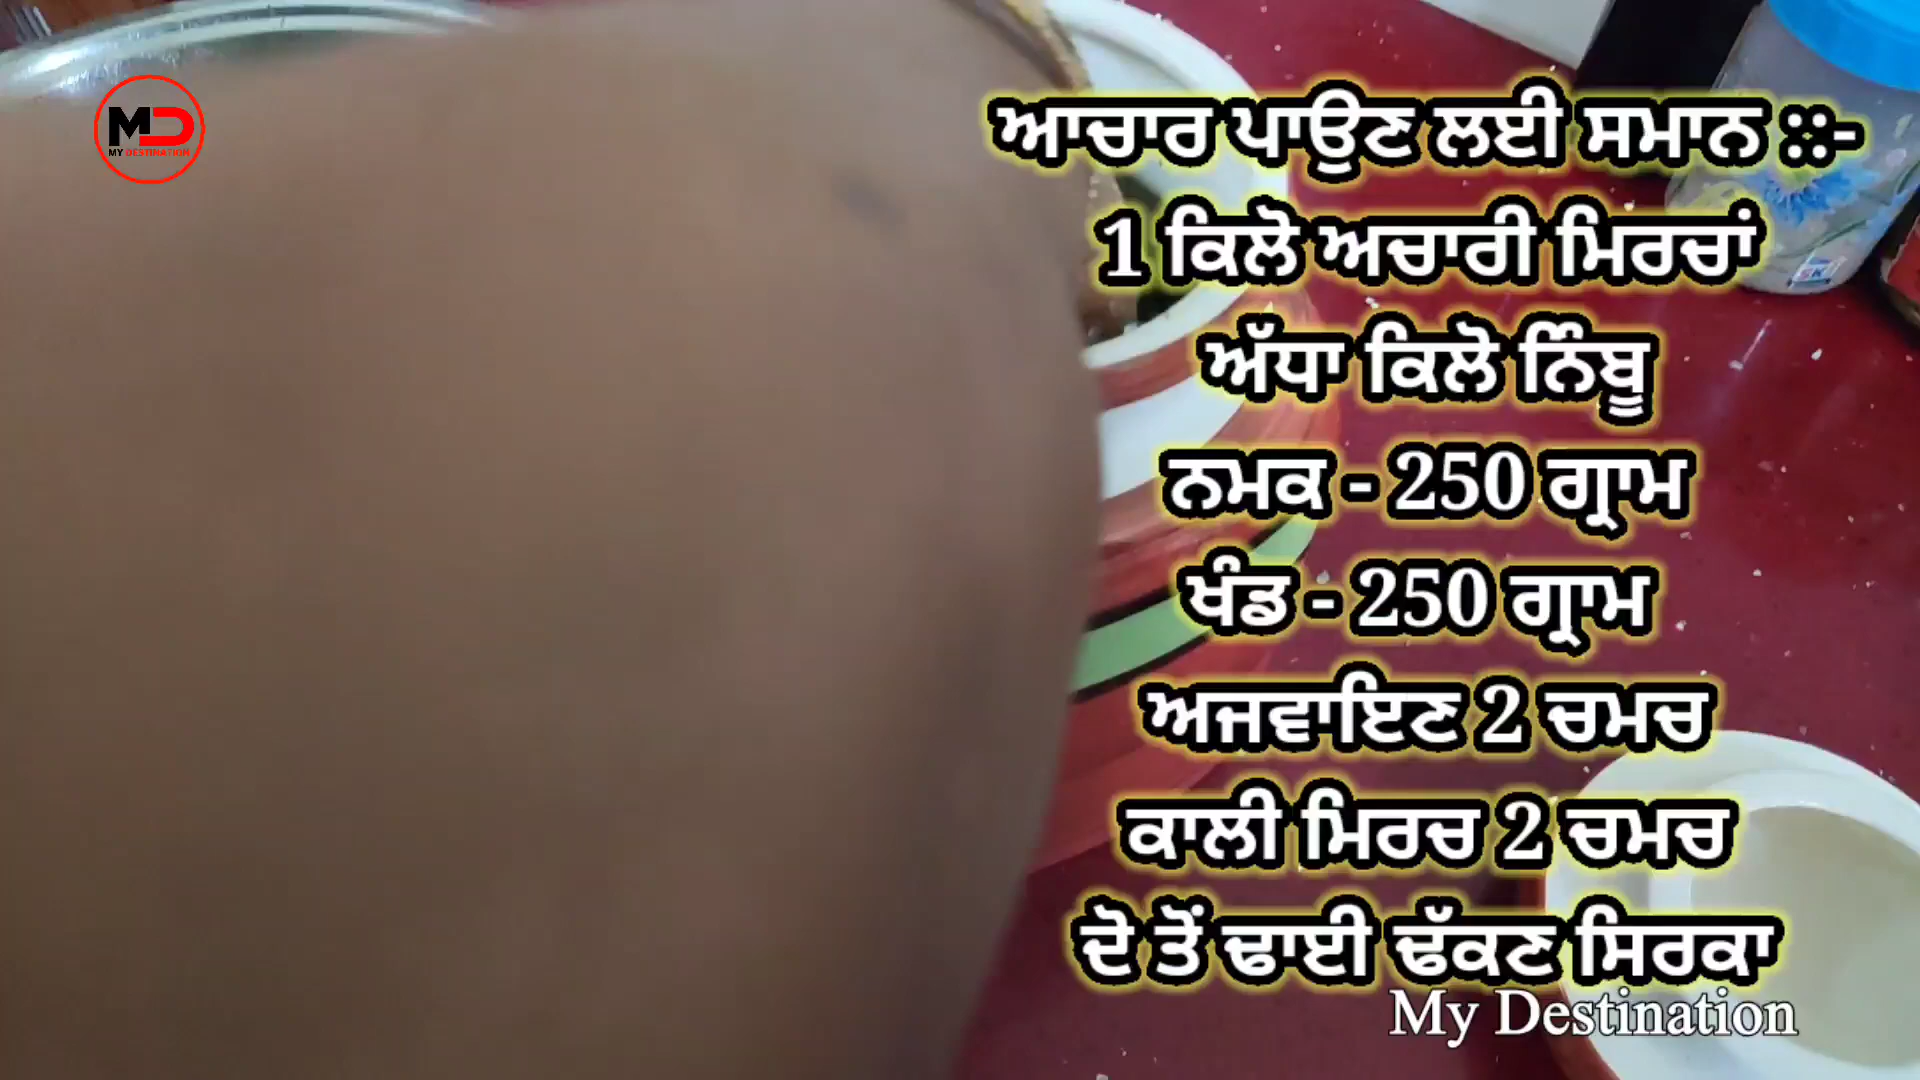 MD
MY DESTINATION
ਆਚਾਰ ਪਾਉਣ ਲਈ ਸਮਾਨ :::-
1 ਕਿਲੋ ਅਚਾਰੀ ਮਿਰਚਾਂ
ਅੱਧਾ ਕਿਲੋ ਨਿੰਬੂ
ਨਮਕ - 250 ਗ੍ਰਾਮ
ਖੰਡ - 250 ਗ੍ਰਾਮ
ਅਜਵਾਇਣ 2 ਚਮਚ
ਕਾਲੀ ਮਿਰਚ 2 ਚਮਚ
ਦੋ ਤੋਂ ਢਾਈ ਢੱਕਣ ਸਿਰਕਾ
My Destination